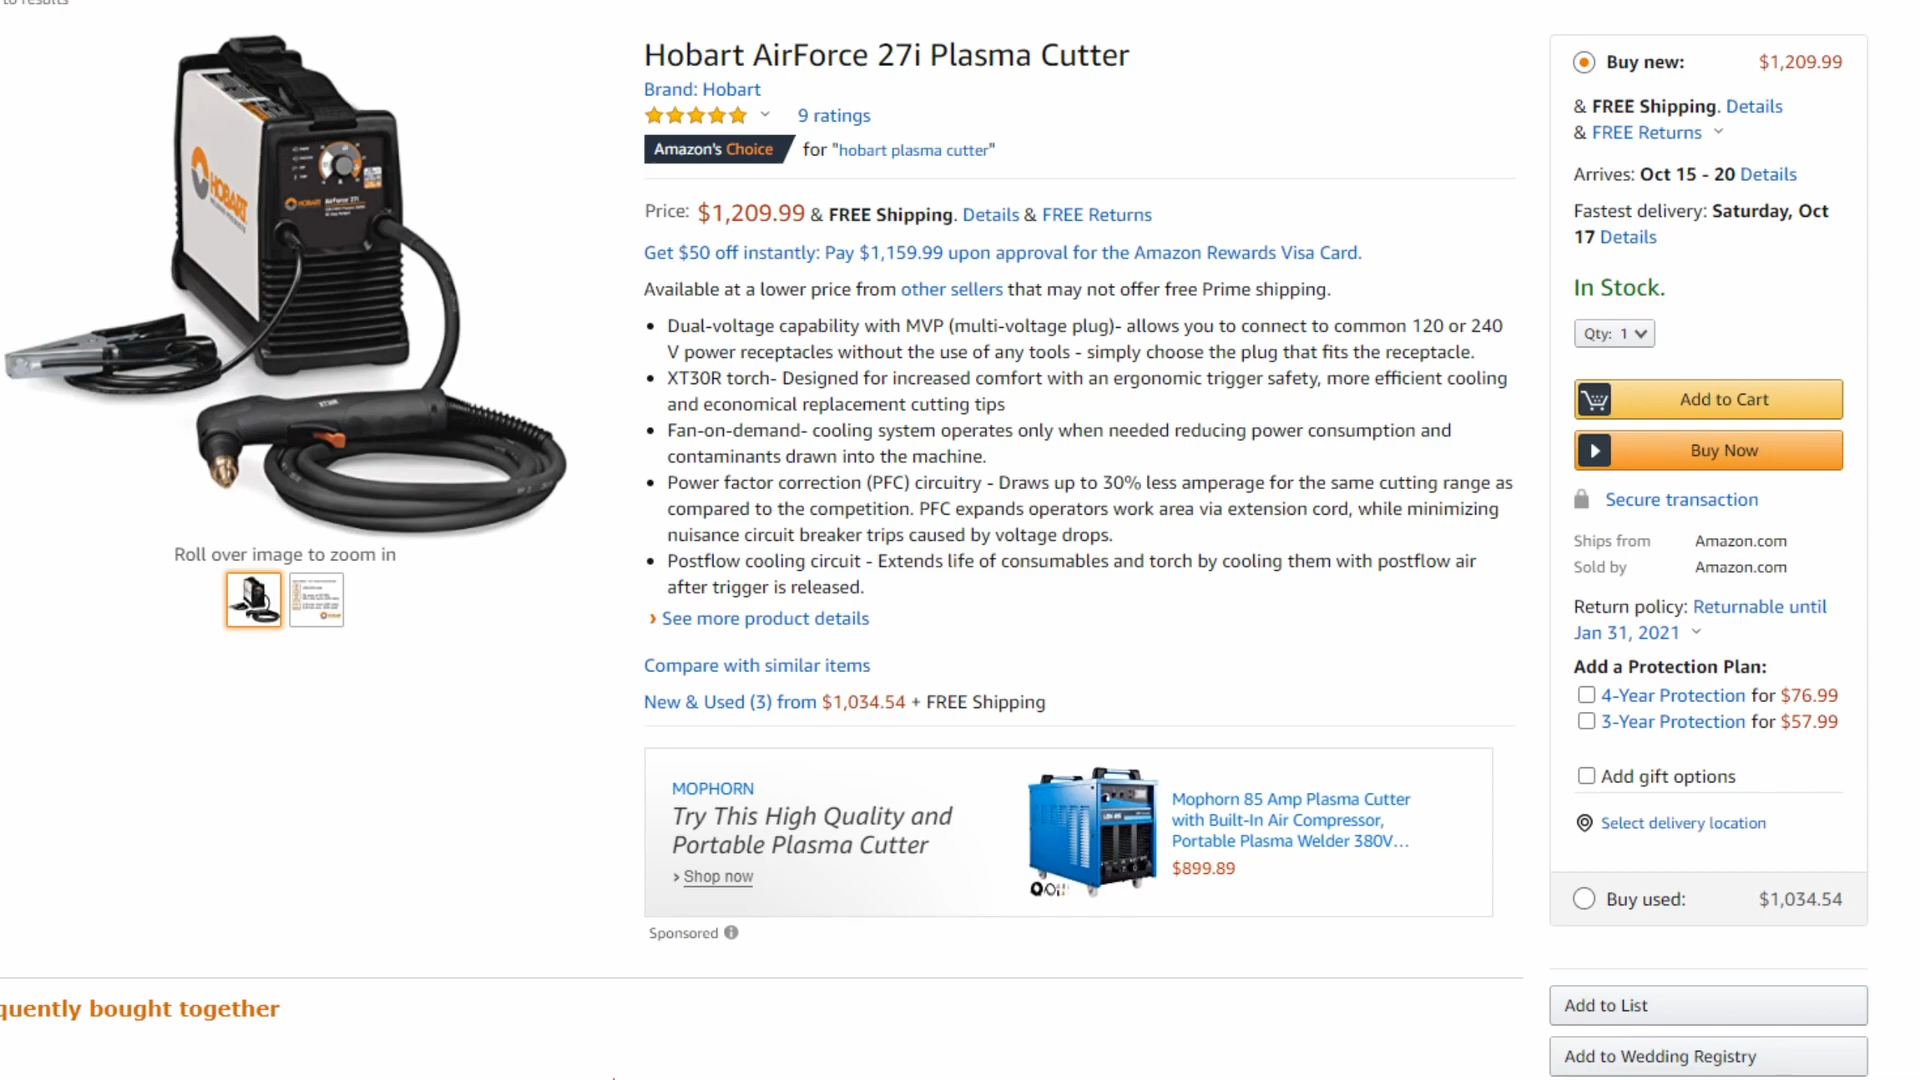 to results
HOBART
HOBART AirForce 27i
XT30R
Roll over image to zoom in
Hobart AirForce 27i Plasma Cutter
Brand: Hobart
9 ratings
Amazon's Choice for "hobart plasma cutter"
Price: $1,209.99 & FREE Shipping. Details & FREE Returns
Get $50 off instantly: Pay $1,159.99 upon approval for the Amazon Rewards Visa Card.
Available at a lower price from other sellers that may not offer free Prime shipping.
• Dual-voltage capability with MVP (multi-voltage plug)- allows you to connect to common 120 or 240
V power receptacles without the use of any tools - simply choose the plug that fits the receptacle.
• XT30R torch- Designed for increased comfort with an ergonomic trigger safety, more efficient cooling
and economical replacement cutting tips
• Fan-on-demand- cooling system operates only when needed reducing power consumption and
contaminants drawn into the machine.
• Power factor correction (PFC) circuitry - Draws up to 30% less amperage for the same cutting range as
compared to the competition. PFC expands operators work area via extension cord, while minimizing
nuisance circuit breaker trips caused by voltage drops.
• Postflow cooling circuit - Extends life of consumables and torch by cooling them with postflow air
after trigger is released.
› See more product details
Compare with similar items
New & Used (3) from $1,034.54 + FREE Shipping
MOPHORN
Try This High Quality and
Portable Plasma Cutter
› Shop now
Mophorn 85 Amp Plasma Cutter
with Built-In Air Compressor,
Portable Plasma Welder 380V...
$899.89
Sponsored
quently bought together
Buy new: $1,209.99
& FREE Shipping. Details
& FREE Returns
Arrives: Oct 15 - 20 Details
Fastest delivery: Saturday, Oct
17 Details
In Stock.
Qty: 1
Add to Cart
Buy Now
Secure transaction
Ships from Amazon.com
Sold by Amazon.com
Return policy: Returnable until
Jan 31, 2021
Add a Protection Plan:
4-Year Protection for $76.99
3-Year Protection for $57.99
Add gift options
Select delivery location
Buy used: $1,034.54
Add to List
Add to Wedding Registry